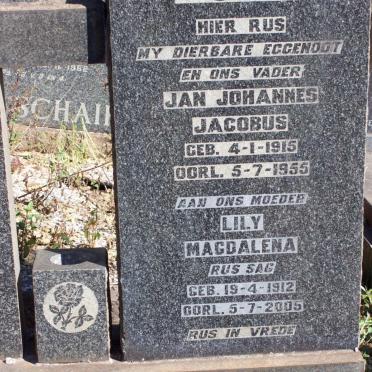 HIER RUS
MY DIERBARE EGGENOOT
EN ONS VADER
JAN JOHANNES
JACOBUS
GEB. 4-1-1915
OORL. 5-7-1955
AAN ONS MOEDER
LILY
MAGDALENA
RUS SAG
GEB. 19-4-1912
OORL. 5-7-2005
RUS IN VREDE
SCHAI